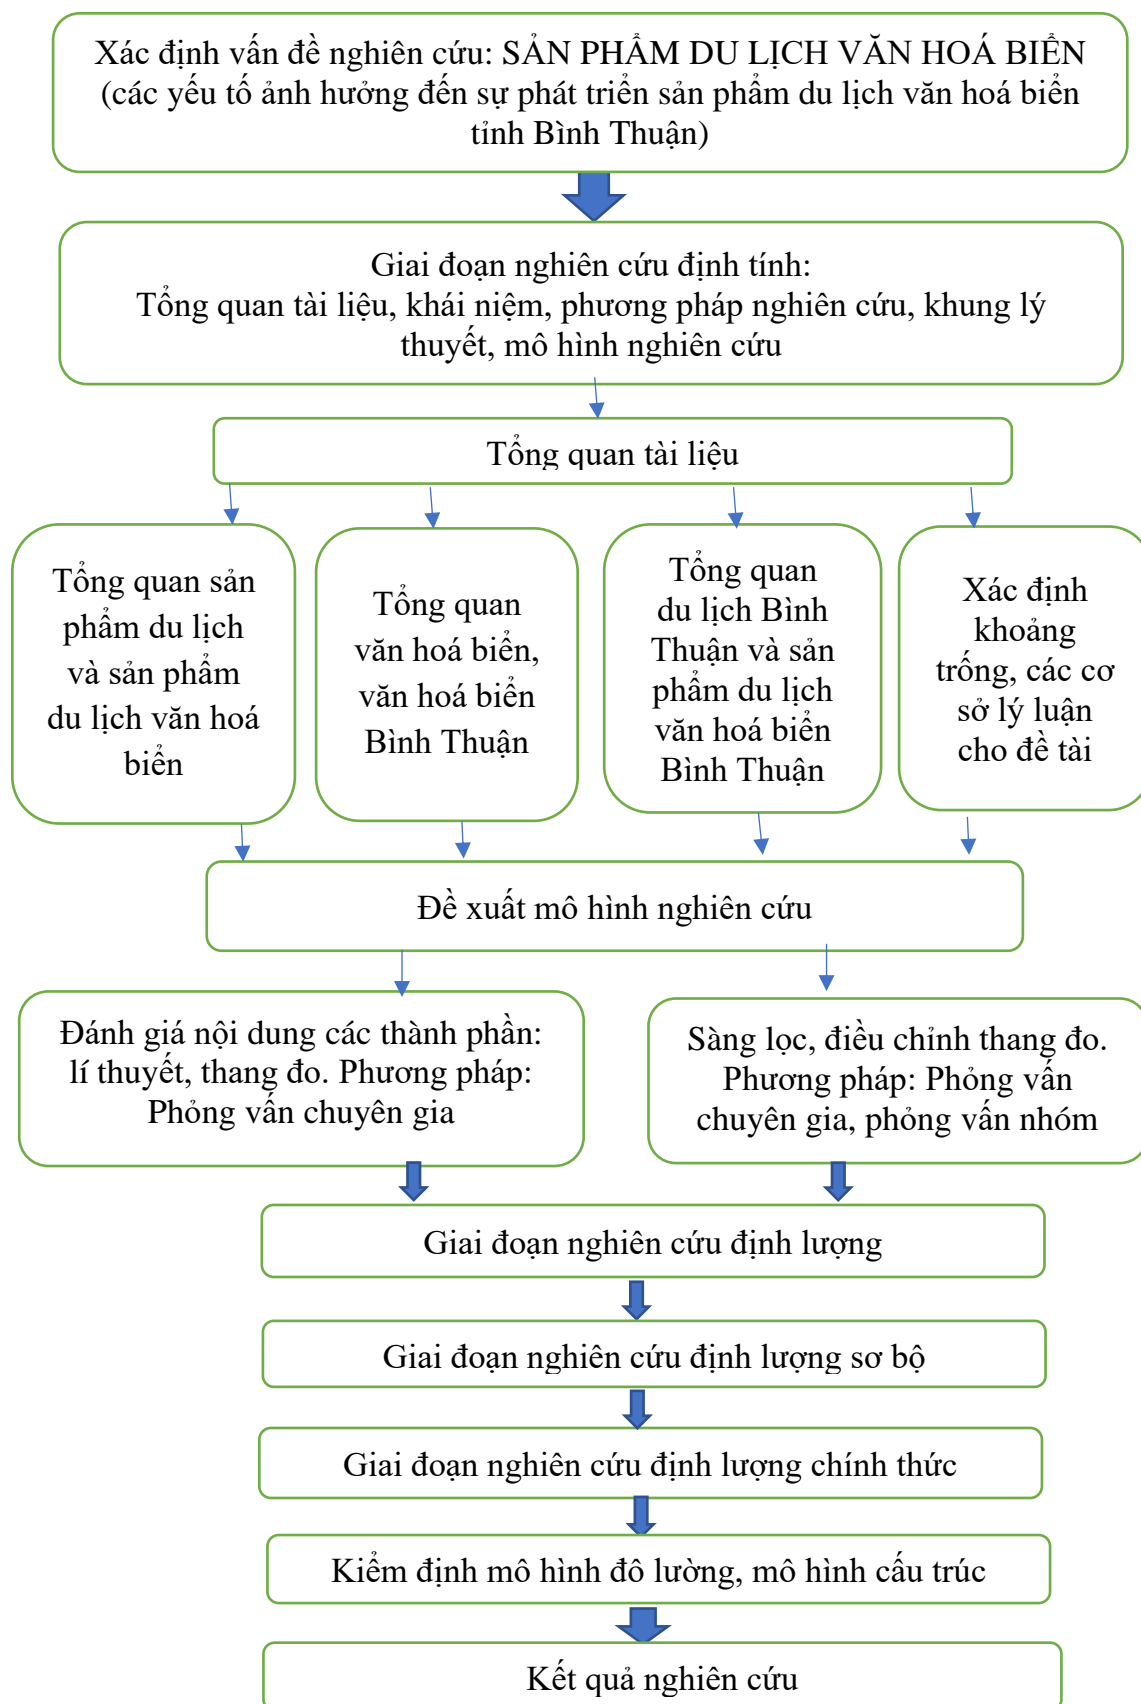 Xác định vấn đề nghiên cứu: SẢN PHẨM DU LỊCH VĂN HOÁ BIỂN
(các yếu tố ảnh hưởng đến sự phát triển sản phẩm du lịch văn hoá biển
tỉnh Bình Thuận)
Giai đoạn nghiên cứu định tính:
Tổng quan tài liệu, khái niệm, phương pháp nghiên cứu, khung lý
thuyết, mô hình nghiên cứu
Tổng quan tài liệu
Tổng quan sản
phẩm du lịch
và sản phẩm
du lịch văn hoá
biển
Tổng quan
văn hoá biển,
văn hoá biển
Bình Thuận
Tổng quan
du lịch Bình
Thuận và sản
phẩm du lịch
văn hoá biển
Bình Thuận
Xác định
khoảng
trống, các cơ
sở lý luận
cho đề tài
Đề xuất mô hình nghiên cứu
Đánh giá nội dung các thành phần:
lí thuyết, thang đo. Phương pháp:
Phỏng vấn chuyên gia
Sàng lọc, điều chỉnh thang đo.
Phương pháp: Phỏng vấn
chuyên gia, phỏng vấn nhóm
Giai đoạn nghiên cứu định lượng
Giai đoạn nghiên cứu định lượng sơ bộ
Giai đoạn nghiên cứu định lượng chính thức
Kiểm định mô hình đô lường, mô hình cấu trúc
Kết quả nghiên cứu